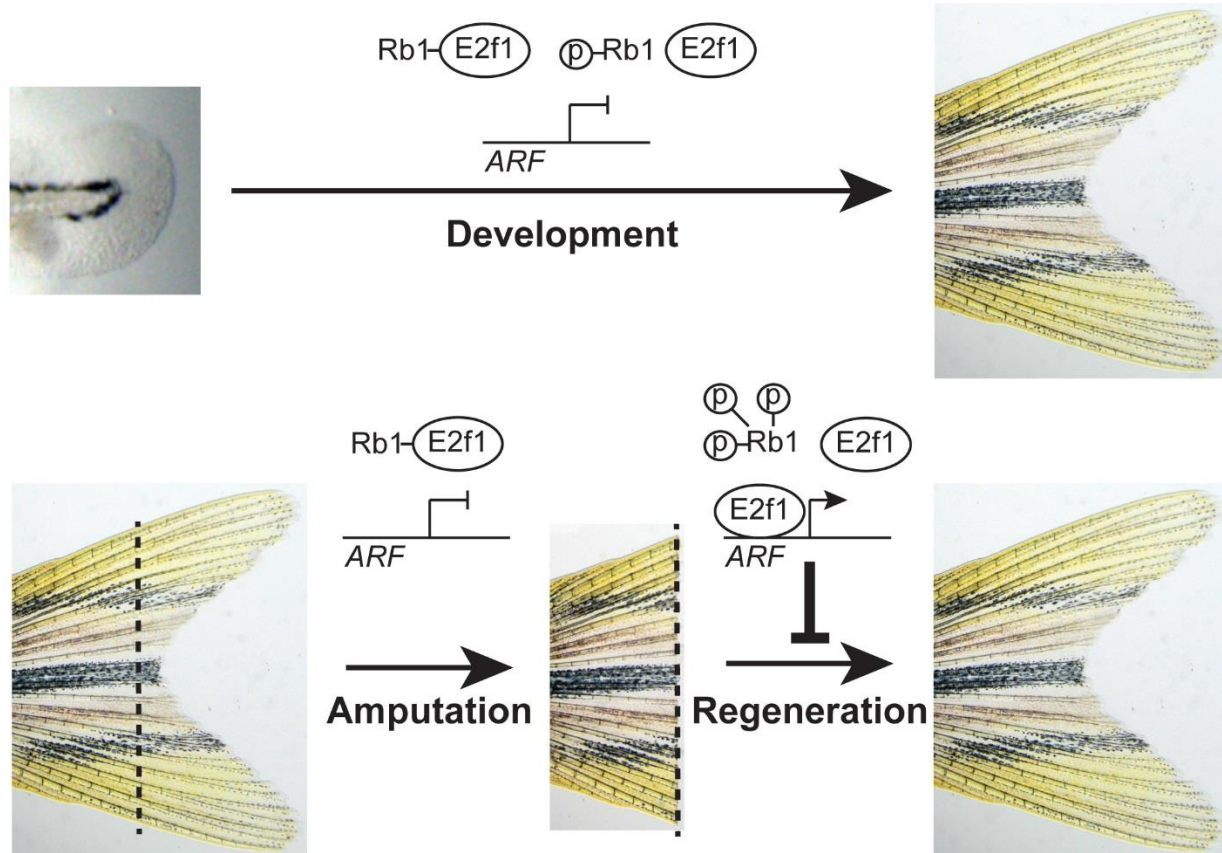 Rb1 E2f1 p Rb1 E2f1
ARF
Development
p p
Rb1 E2f1 p Rb1 E2f1
E2f1
ARF ARF
Amputation Regeneration